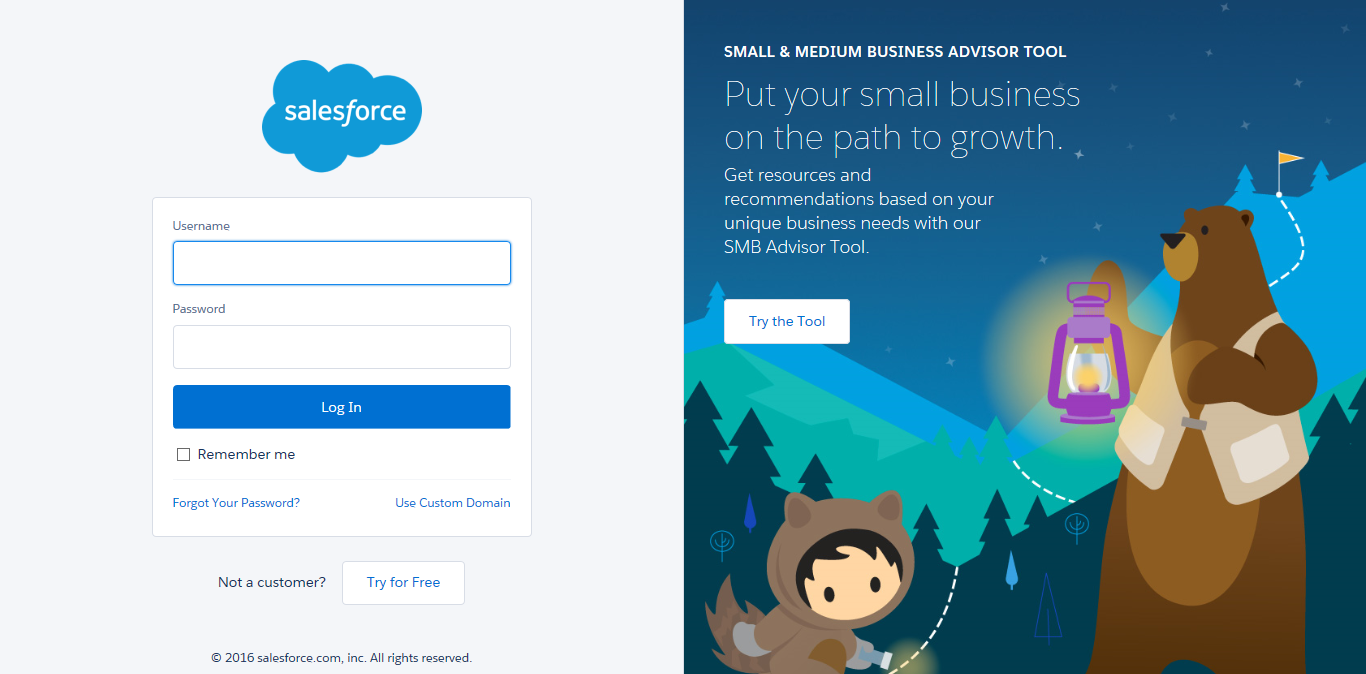 salesforce
Username
Password
Log In
Remember me
Forgot Your Password?
Use Custom Domain
Not a customer?
Try for Free
© 2016 salesforce.com, inc. All rights reserved.
SMALL & MEDIUM BUSINESS ADVISOR TOOL
Put your small business
on the path to growth.
Get resources and
recommendations based on your
unique business needs with our
SMB Advisor Tool.
Try the Tool